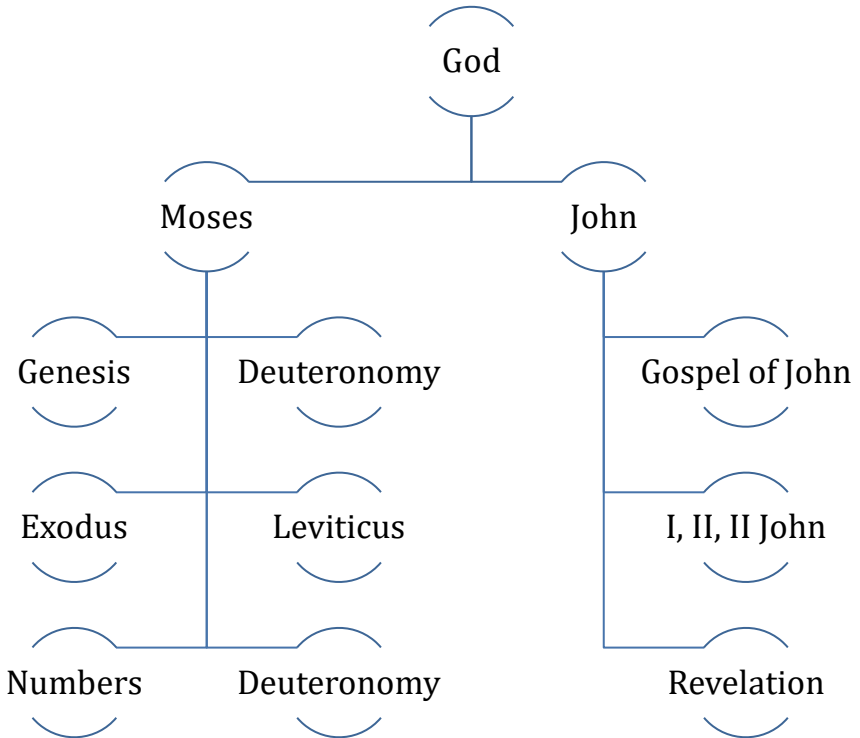 God
Moses
John
Genesis
Deuteronomy
Gospel of John
Exodus
Leviticus
I, II, II John
Numbers
Deuteronomy
Revelation